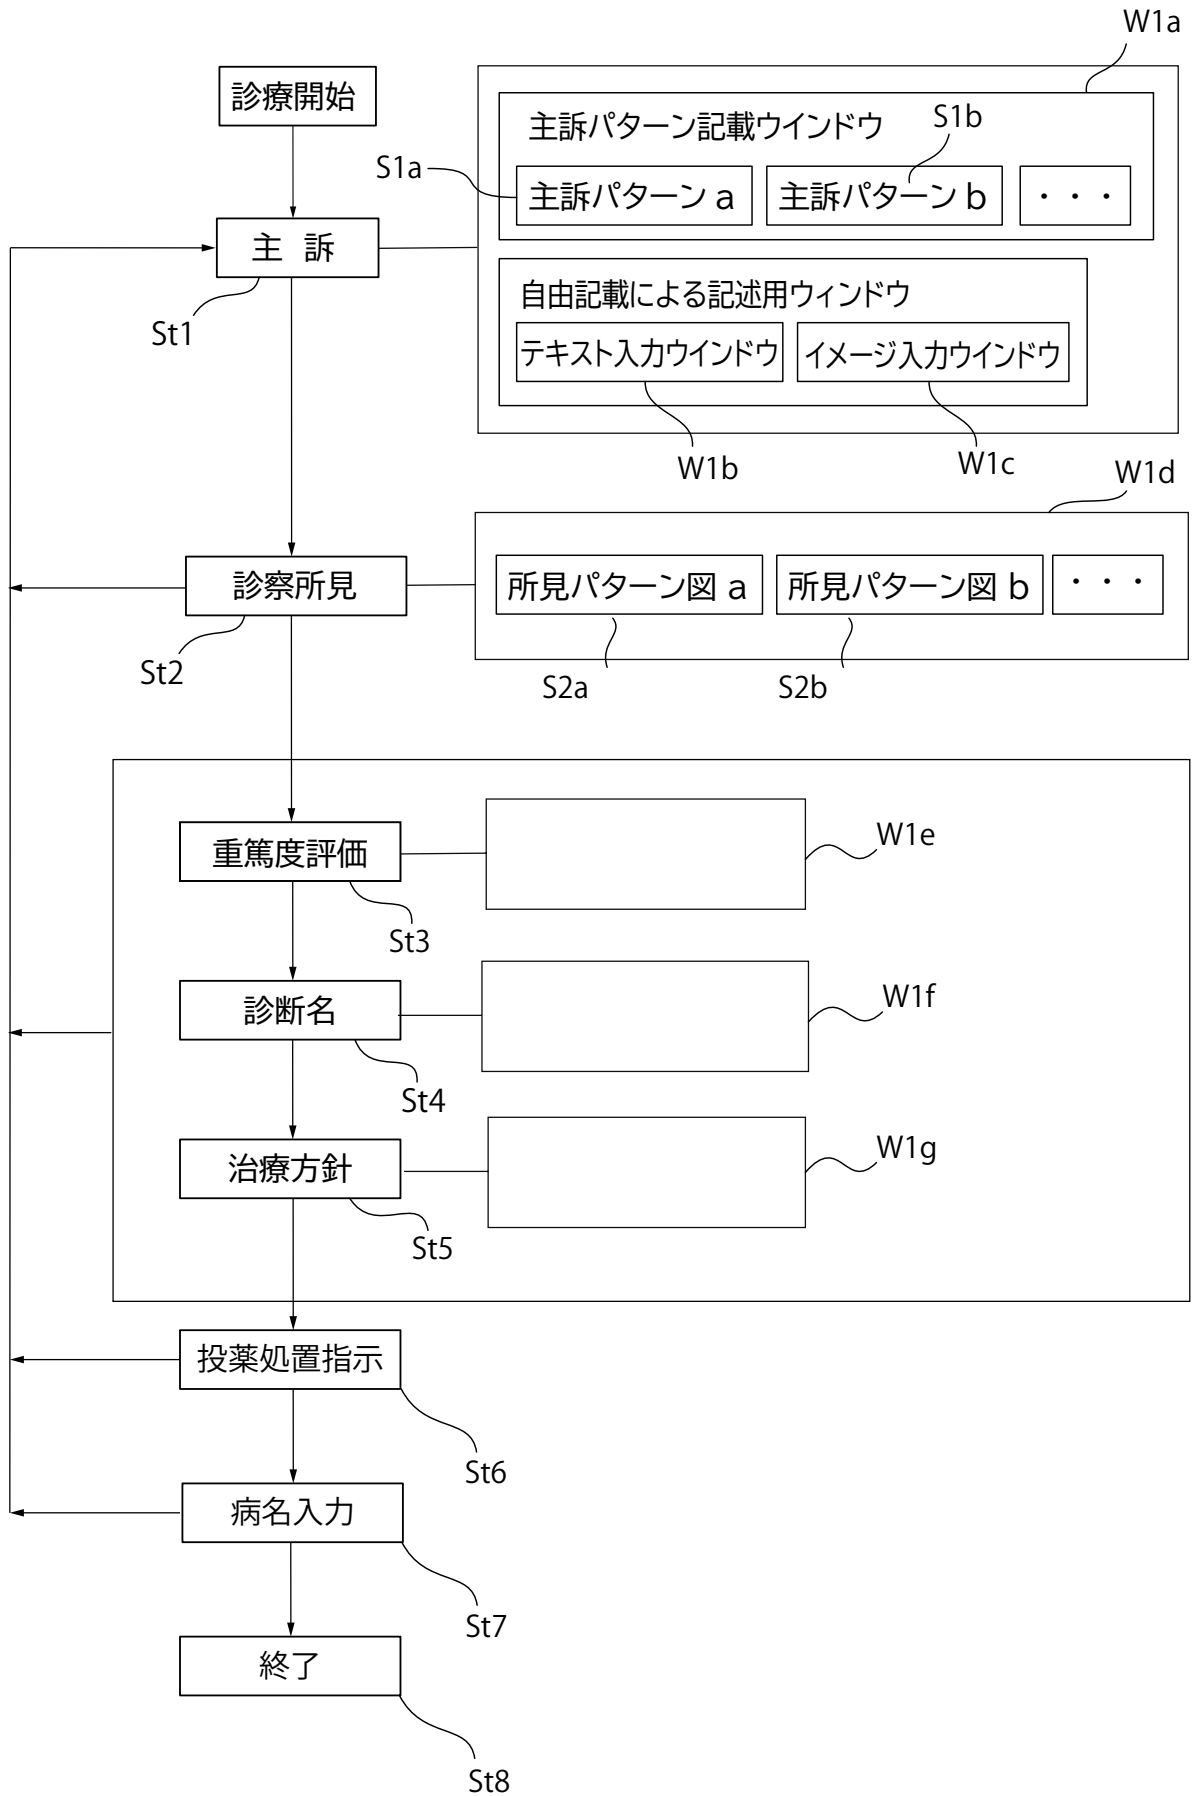 W1a
診療開始
主訴パターン記載ウインドウ
S1b
S1a
主訴パターン a
主訴パターン b
・・・
主 訴
St1
自由記載による記述用ウィンドウ
テキスト入力ウインドウ
イメージ入力ウインドウ
W1b
W1c
W1d
診察所見
St2
所見パターン図 a
所見パターン図 b
・・・
S2a
S2b
重篤度評価
W1e
St3
診断名
W1f
St4
治療方針
W1g
St5
投薬処置指示
St6
病名入力
St7
終了
St8